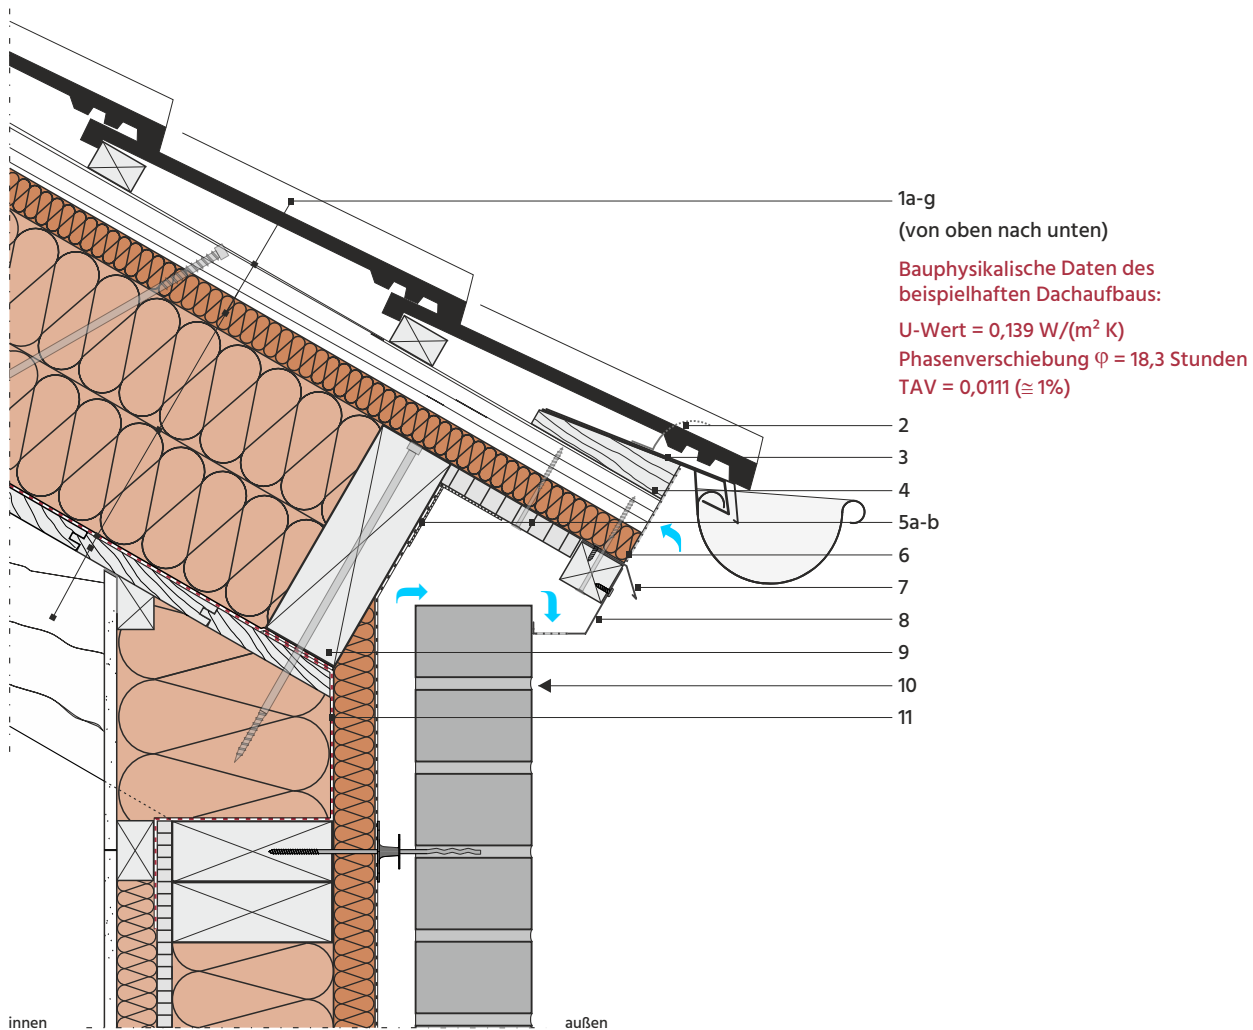 1a-g
(von oben nach unten)
Bauphysikalische Daten des
beispielhaften Dachaufbaus:
U-Wert = 0,139 W/(m² K)
Phasenverschiebung φ = 18,3 Stunden
TAV = 0,0111 (≅ 1%)
2
3
4
5a-b
6
7
8
9
10
11
innen
außen